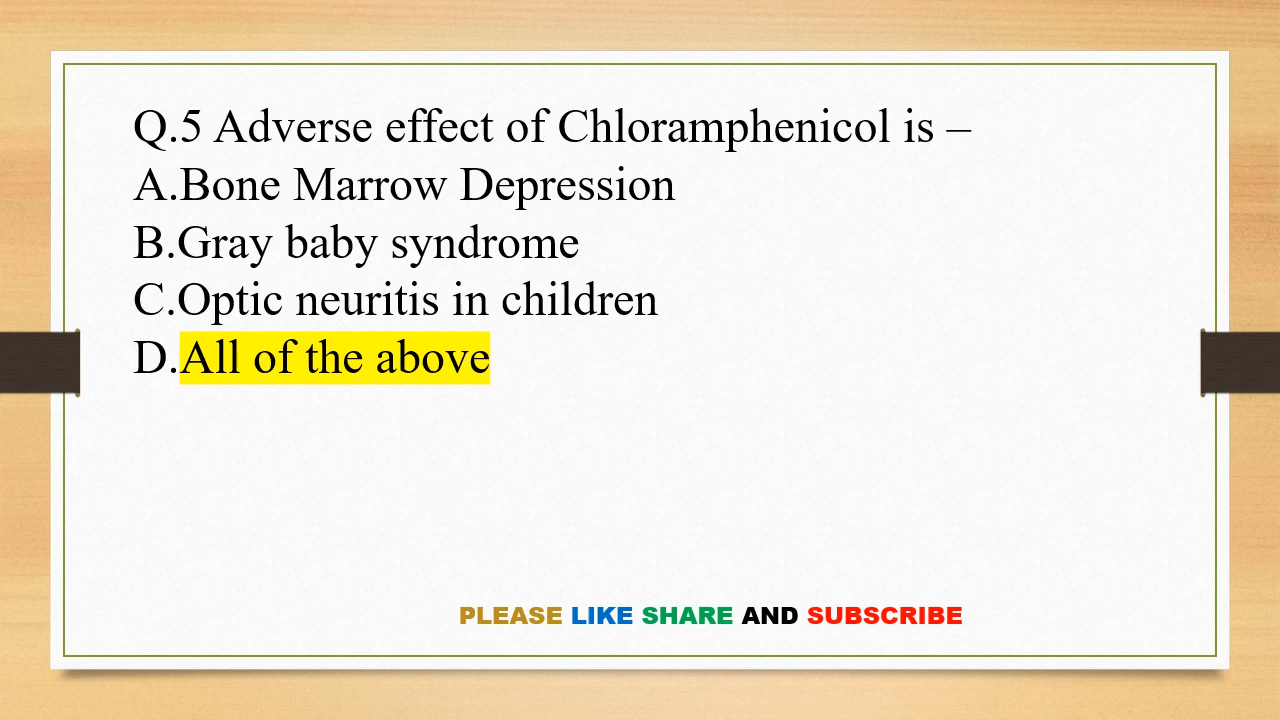 Q.5 Adverse effect of Chloramphenicol is –
A.Bone Marrow Depression
B.Gray baby syndrome
C.Optic neuritis in children
D.All of the above
PLEASE LIKE SHARE AND SUBSCRIBE